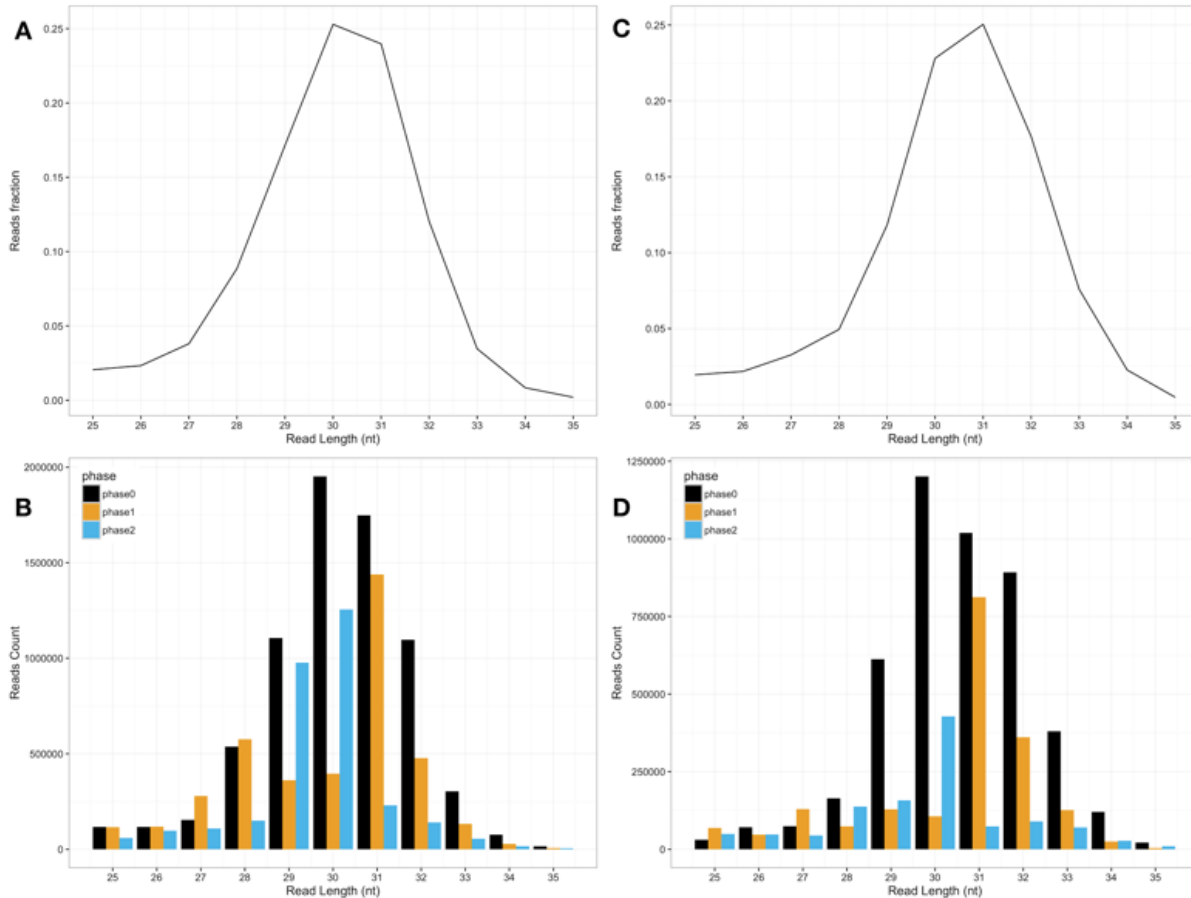 A
Reads fraction
0.25
0.20
0.15
0.10
0.05
0.00
25 26 27 28 29 30 31 32 33 34 35
Read Length (nt)
C
Reads fraction
0.25
0.20
0.15
0.10
0.05
0.00
25 26 27 28 29 30 31 32 33 34 35
Read Length (nt)
B
Reads Count
2000000
1500000
1000000
500000
0
phase
phase0
phase1
phase2
25 26 27 28 29 30 31 32 33 34 35
Read Length (nt)
D
Reads Count
1250000
1000000
750000
500000
250000
0
phase
phase0
phase1
phase2
25 26 27 28 29 30 31 32 33 34 35
Read Length (nt)